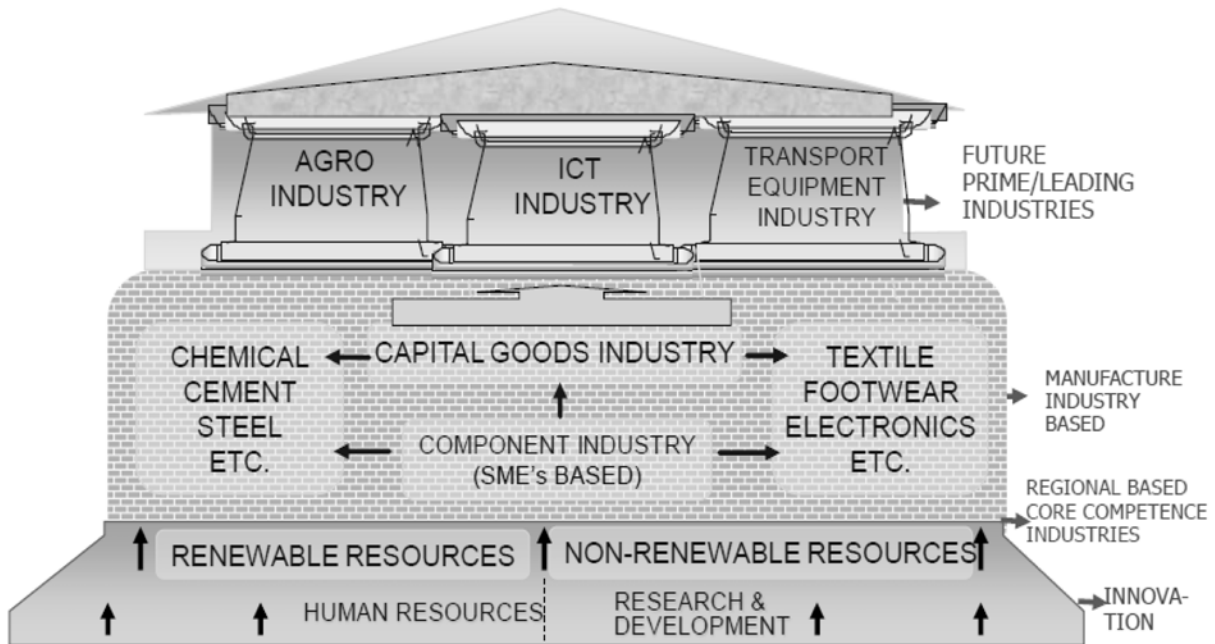 AGRO
INDUSTRY
ICT
INDUSTRY
TRANSPORT
EQUIPMENT
INDUSTRY
FUTURE
PRIME/LEADING
INDUSTRIES
CHEMICAL
CEMENT
STEEL
ETC.
CAPITAL GOODS INDUSTRY
COMPONENT INDUSTRY
(SME's BASED)
TEXTILE
FOOTWEAR
ELECTRONICS
ETC.
MANUFACTURE
INDUSTRY
BASED
REGIONAL BASED
CORE COMPETENCE
INDUSTRIES
RENEWABLE RESOURCES
NON-RENEWABLE RESOURCES
HUMAN RESOURCES
RESEARCH &
DEVELOPMENT
INNOVA-
TION